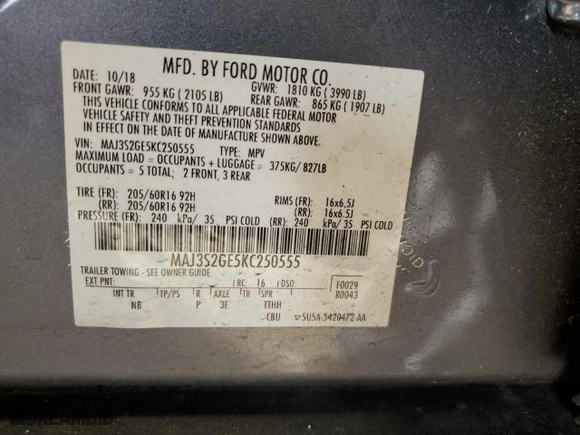 MFD. BY FORD MOTOR CO.
DATE: 10/18 GVWR: 1810 KG ( 3990 LB)
FRONT GAWR: 955 KG ( 2105 LB) REAR GAWR: 865 KG ( 1907 LB)
THIS VEHICLE CONFORMS TO ALL APPLICABLE FEDERAL MOTOR
VEHICLE SAFETY AND THEFT PREVENTION STANDARDS
IN EFFECT ON THE DATE OF MANUFACTURE SHOWN ABOVE.
VIN: MAJ3S2GE5KC250555 TYPE: MPV
MAXIMUM LOAD = OCCUPANTS + LUGGAGE = 375KG/ 827LB
OCCUPANTS = 5 TOTAL; 2 FRONT, 3 REAR
TIRE (FR): 205/60R16 92H RIMS (FR): 16x6.5J
(RR): 205/60R16 92H (RR): 16x6.5J
PRESSURE (FR): 240 kPa/ 35 PSI COLD (RR): 240 kPa/ 35 PSI COLD
MAJ3S2GE5KC250555
TRAILER TOWING - SEE OWNER GUIDE
EXT PNT: RC: 16 DSO: F0029
INT TR TP/PS R AXLE TR SPR R0043
NB P 3E TTHH
CBU 5U5A-5420472-AA
DREAMBID